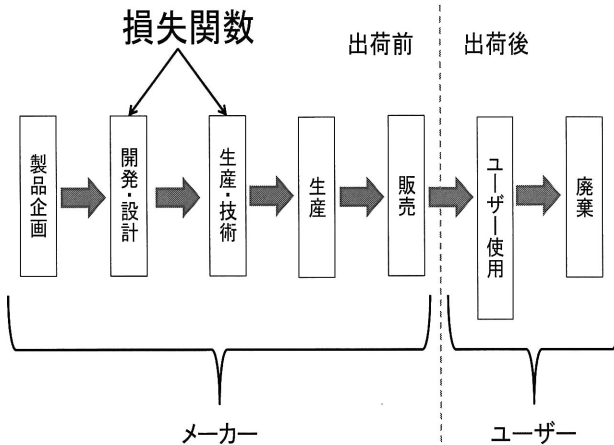 損失関数
出荷前
出荷後
製品企画
開発・設計
生産・技術
生産
販売
ユーザー使用
廃棄
メーカー
ユーザー